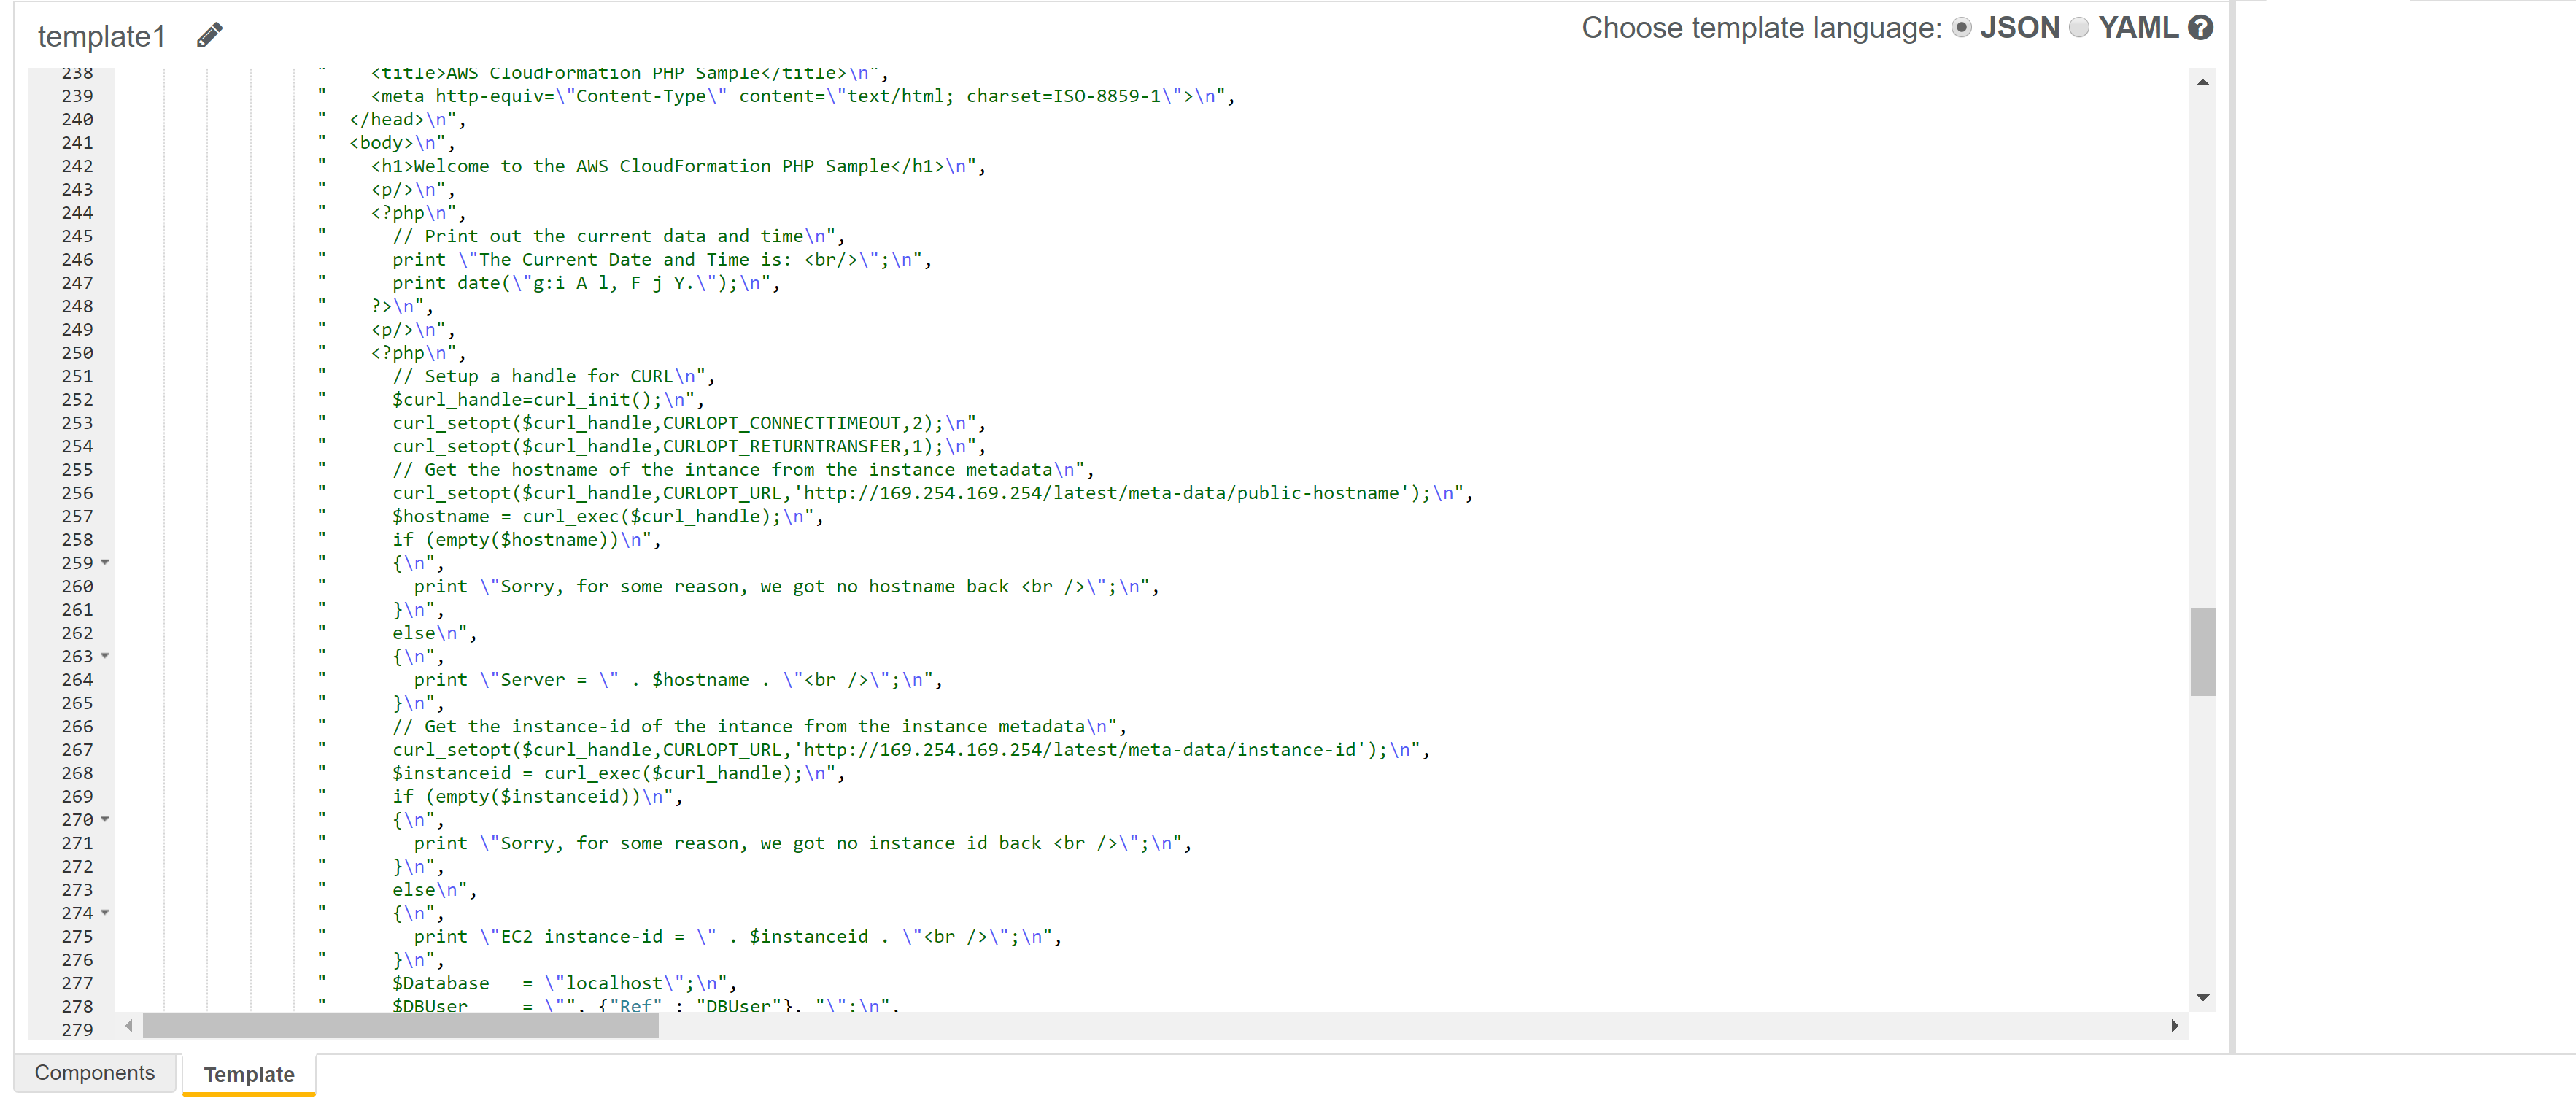 template1
Choose template language: JSON YAML ?
238 "    <title>AWS CloudFormation PHP Sample</title>\n",
239 "    <meta http-equiv=\"Content-Type\" content=\"text/html; charset=ISO-8859-1\">\n",
240 "  </head>\n",
241 "  <body>\n",
242 "    <h1>Welcome to the AWS CloudFormation PHP Sample</h1>\n",
243 "    <p/>\n",
244 "    <?php\n",
245 "      // Print out the current data and time\n",
246 "      print \"The Current Date and Time is: <br/>\";\n",
247 "      print date(\"g:i A l, F j Y.\");\n",
248 "    ?>\n",
249 "    <p/>\n",
250 "    <?php\n",
251 "      // Setup a handle for CURL\n",
252 "      $curl_handle=curl_init();\n",
253 "      curl_setopt($curl_handle,CURLOPT_CONNECTTIMEOUT,2);\n",
254 "      curl_setopt($curl_handle,CURLOPT_RETURNTRANSFER,1);\n",
255 "      // Get the hostname of the intance from the instance metadata\n",
256 "      curl_setopt($curl_handle,CURLOPT_URL,'http://169.254.169.254/latest/meta-data/public-hostname');\n",
257 "      $hostname = curl_exec($curl_handle);\n",
258 "      if (empty($hostname))\n",
259 "      {\n",
260 "        print \"Sorry, for some reason, we got no hostname back <br />\";\n",
261 "      }\n",
262 "      else\n",
263 "      {\n",
264 "        print \"Server = \" . $hostname . \"<br />\";\n",
265 "      }\n",
266 "      // Get the instance-id of the intance from the instance metadata\n",
267 "      curl_setopt($curl_handle,CURLOPT_URL,'http://169.254.169.254/latest/meta-data/instance-id');\n",
268 "      $instanceid = curl_exec($curl_handle);\n",
269 "      if (empty($instanceid))\n",
270 "      {\n",
271 "        print \"Sorry, for some reason, we got no instance id back <br />\";\n",
272 "      }\n",
273 "      else\n",
274 "      {\n",
275 "        print \"EC2 instance-id = \" . $instanceid . \"<br />\";\n",
276 "      }\n",
277 "      $Database   = \"localhost\";\n",
278 "      $DBUser     = \"", {"Ref" : "DBUser"}, "\";\n",
279
Components Template